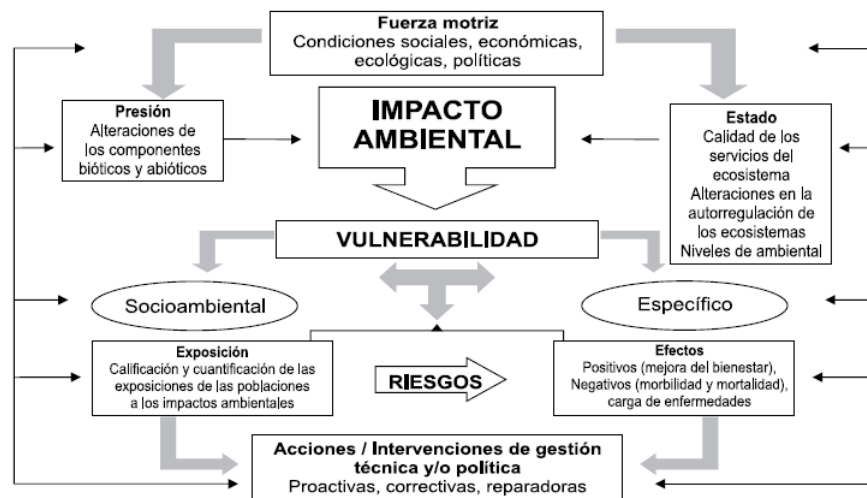 Fuerza motriz
Condiciones sociales, económicas,
ecológicas, políticas
Presión
Alteraciones de
los componentes
bióticos y abióticos
IMPACTO
AMBIENTAL
Estado
Calidad de los
servicios del
ecosistema
Alteraciones en la
autorregulación de
los ecosistemas
Niveles de ambiental
VULNERABILIDAD
Socioambiental
Específico
Exposición
Calificación y cuantificación de las
exposiciones de las poblaciones
a los impactos ambientales
RIESGOS
Efectos
Positivos (mejora del bienestar),
Negativos (morbilidad y mortalidad),
carga de enfermedades
Acciones / Intervenciones de gestión
técnica y/o política
Proactivas, correctivas, reparadoras